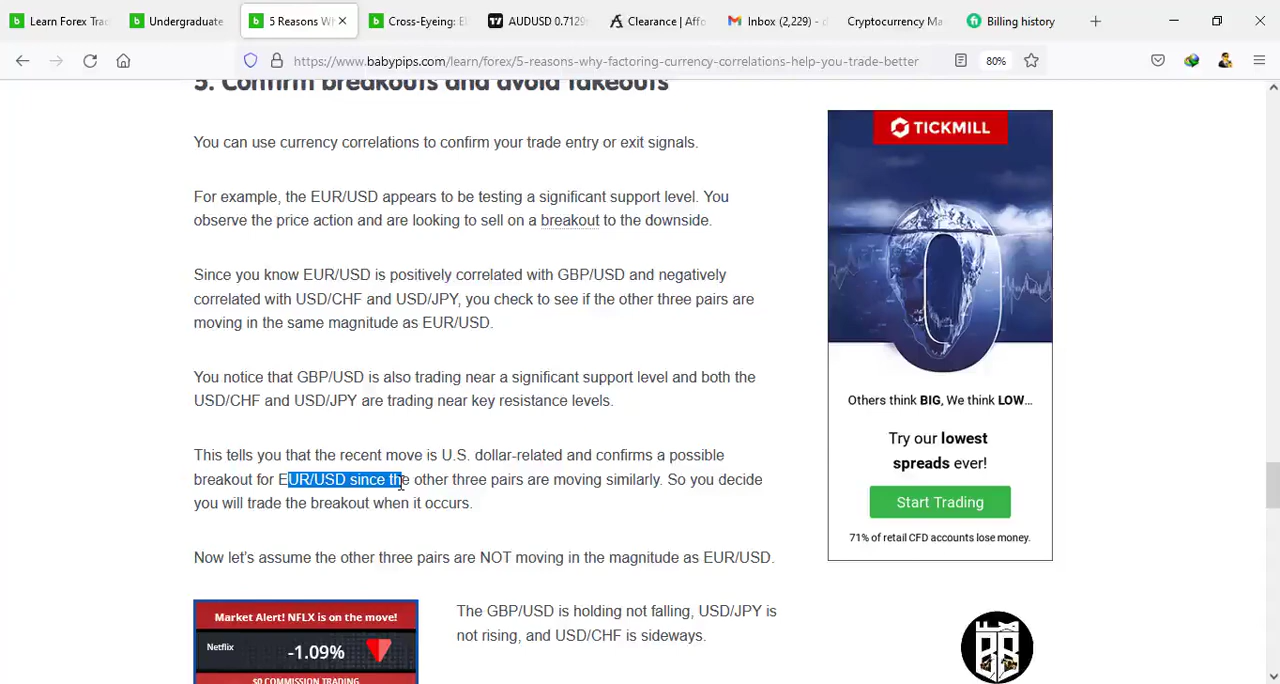 Learn Forex Trad
Undergraduate
5 Reasons Wh
Cross-Eyeing: E
AUDUSD 0.7129
Clearance | Affo
Inbox (2,229) - d
Cryptocurrency Ma
Billing history
https://www.babypips.com/learn/forex/5-reasons-why-factoring-currency-correlations-help-you-trade-better
80%
5. Confirm breakouts and avoid fakeouts
You can use currency correlations to confirm your trade entry or exit signals.
For example, the EUR/USD appears to be testing a significant support level. You
observe the price action and are looking to sell on a breakout to the downside.
Since you know EUR/USD is positively correlated with GBP/USD and negatively
correlated with USD/CHF and USD/JPY, you check to see if the other three pairs are
moving in the same magnitude as EUR/USD.
You notice that GBP/USD is also trading near a significant support level and both the
USD/CHF and USD/JPY are trading near key resistance levels.
This tells you that the recent move is U.S. dollar-related and confirms a possible
breakout for EUR/USD since the other three pairs are moving similarly. So you decide
you will trade the breakout when it occurs.
Now let's assume the other three pairs are NOT moving in the magnitude as EUR/USD.
Market Alert! NFLX is on the move!
Netflix
-1.09%
$0 COMMISSION TRADING
The GBP/USD is holding not falling, USD/JPY is
not rising, and USD/CHF is sideways.
TICKMILL
0
Others think BIG, We think LOW...
Try our lowest
spreads ever!
Start Trading
71% of retail CFD accounts lose money.